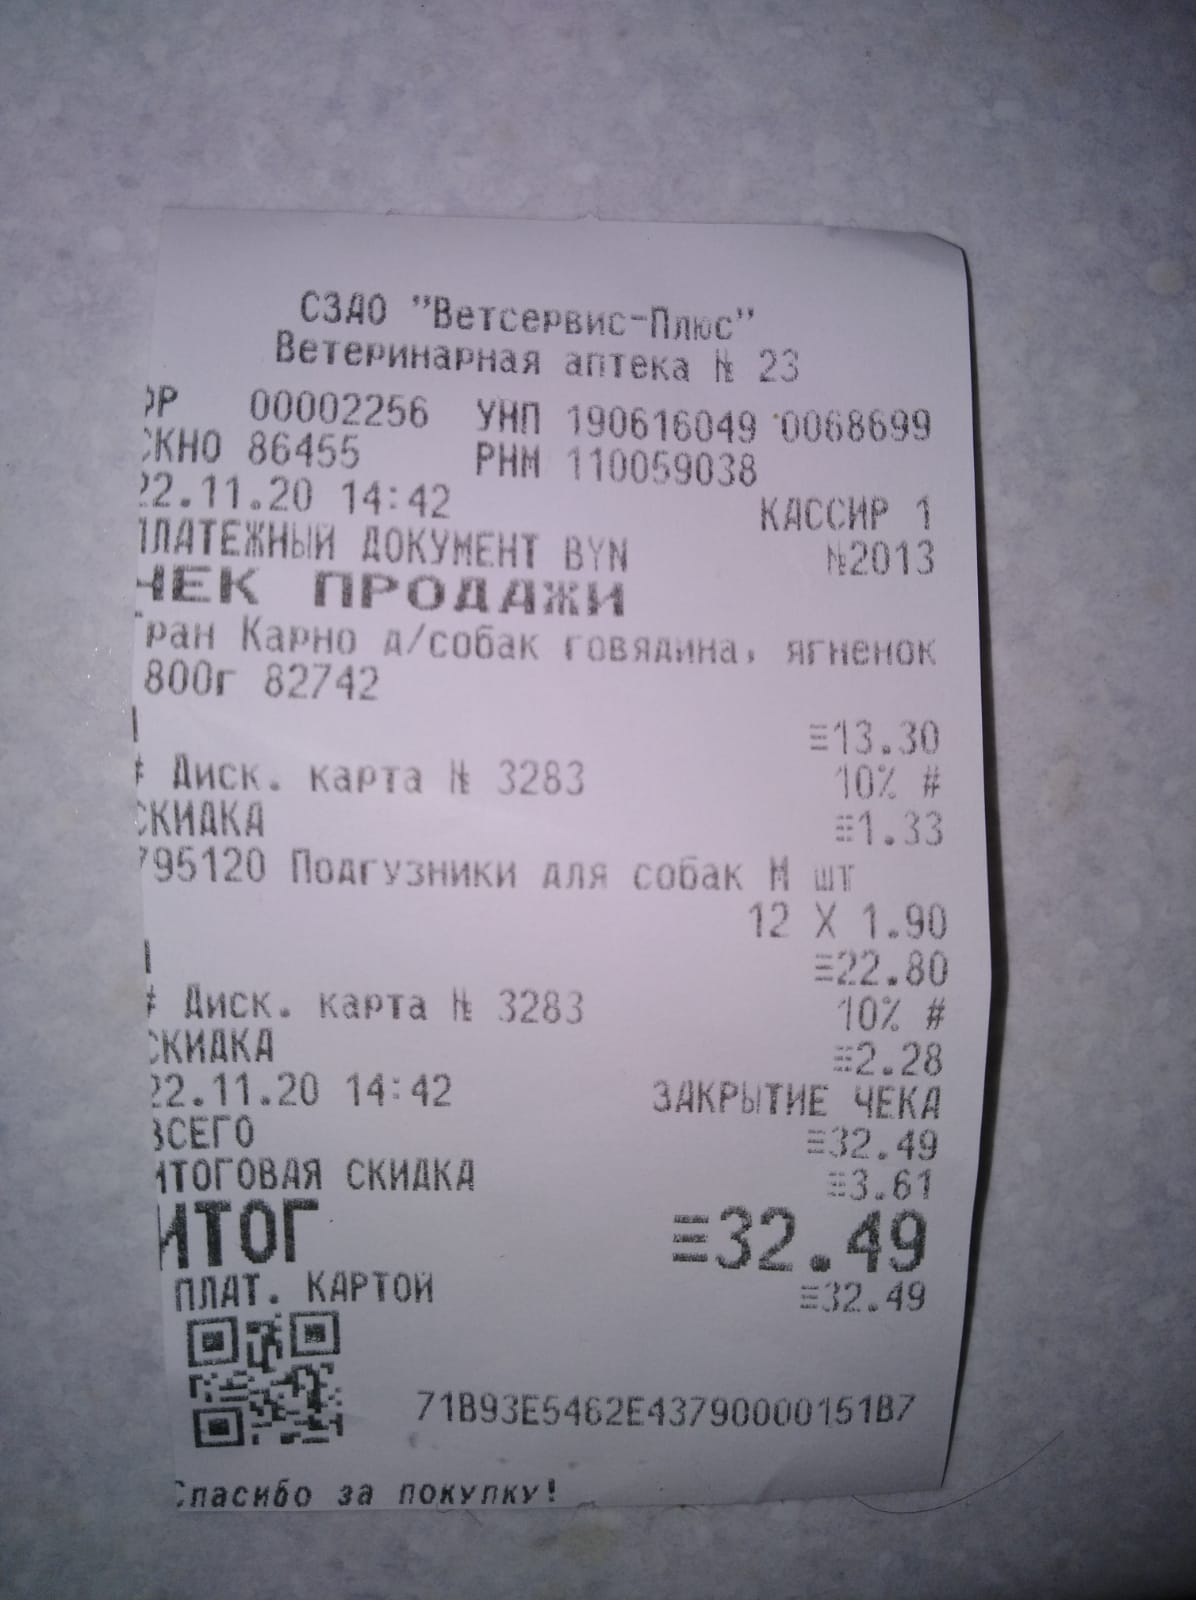 СЗАО "Ветсервис-Плюс"
Ветеринарная аптека № 23
ОР 00002256 УНП 190616049 0068699
СКНО 86455 РНМ 110059038
22.11.20 14:42 КАССИР 1
ПЛАТЕЖНЫЙ ДОКУМЕНТ BYN №2013
ЧЕК ПРОДАЖИ
Гран Карно д/собак говядина, ягненок
800г 82742
≡13.30
# Диск. карта № 3283 10% #
СКИДКА ≡1.33
795120 Подгузники для собак М шт
12 X 1.90
≡22.80
# Диск. карта № 3283 10% #
СКИДКА ≡2.28
22.11.20 14:42 ЗАКРЫТИЕ ЧЕКА
ВСЕГО ≡32.49
ИТОГОВАЯ СКИДКА ≡3.61
ИТОГ ≡32.49
ПЛАТ. КАРТОЙ ≡32.49
71B93E5462E43790000151B7
Спасибо за покупку!